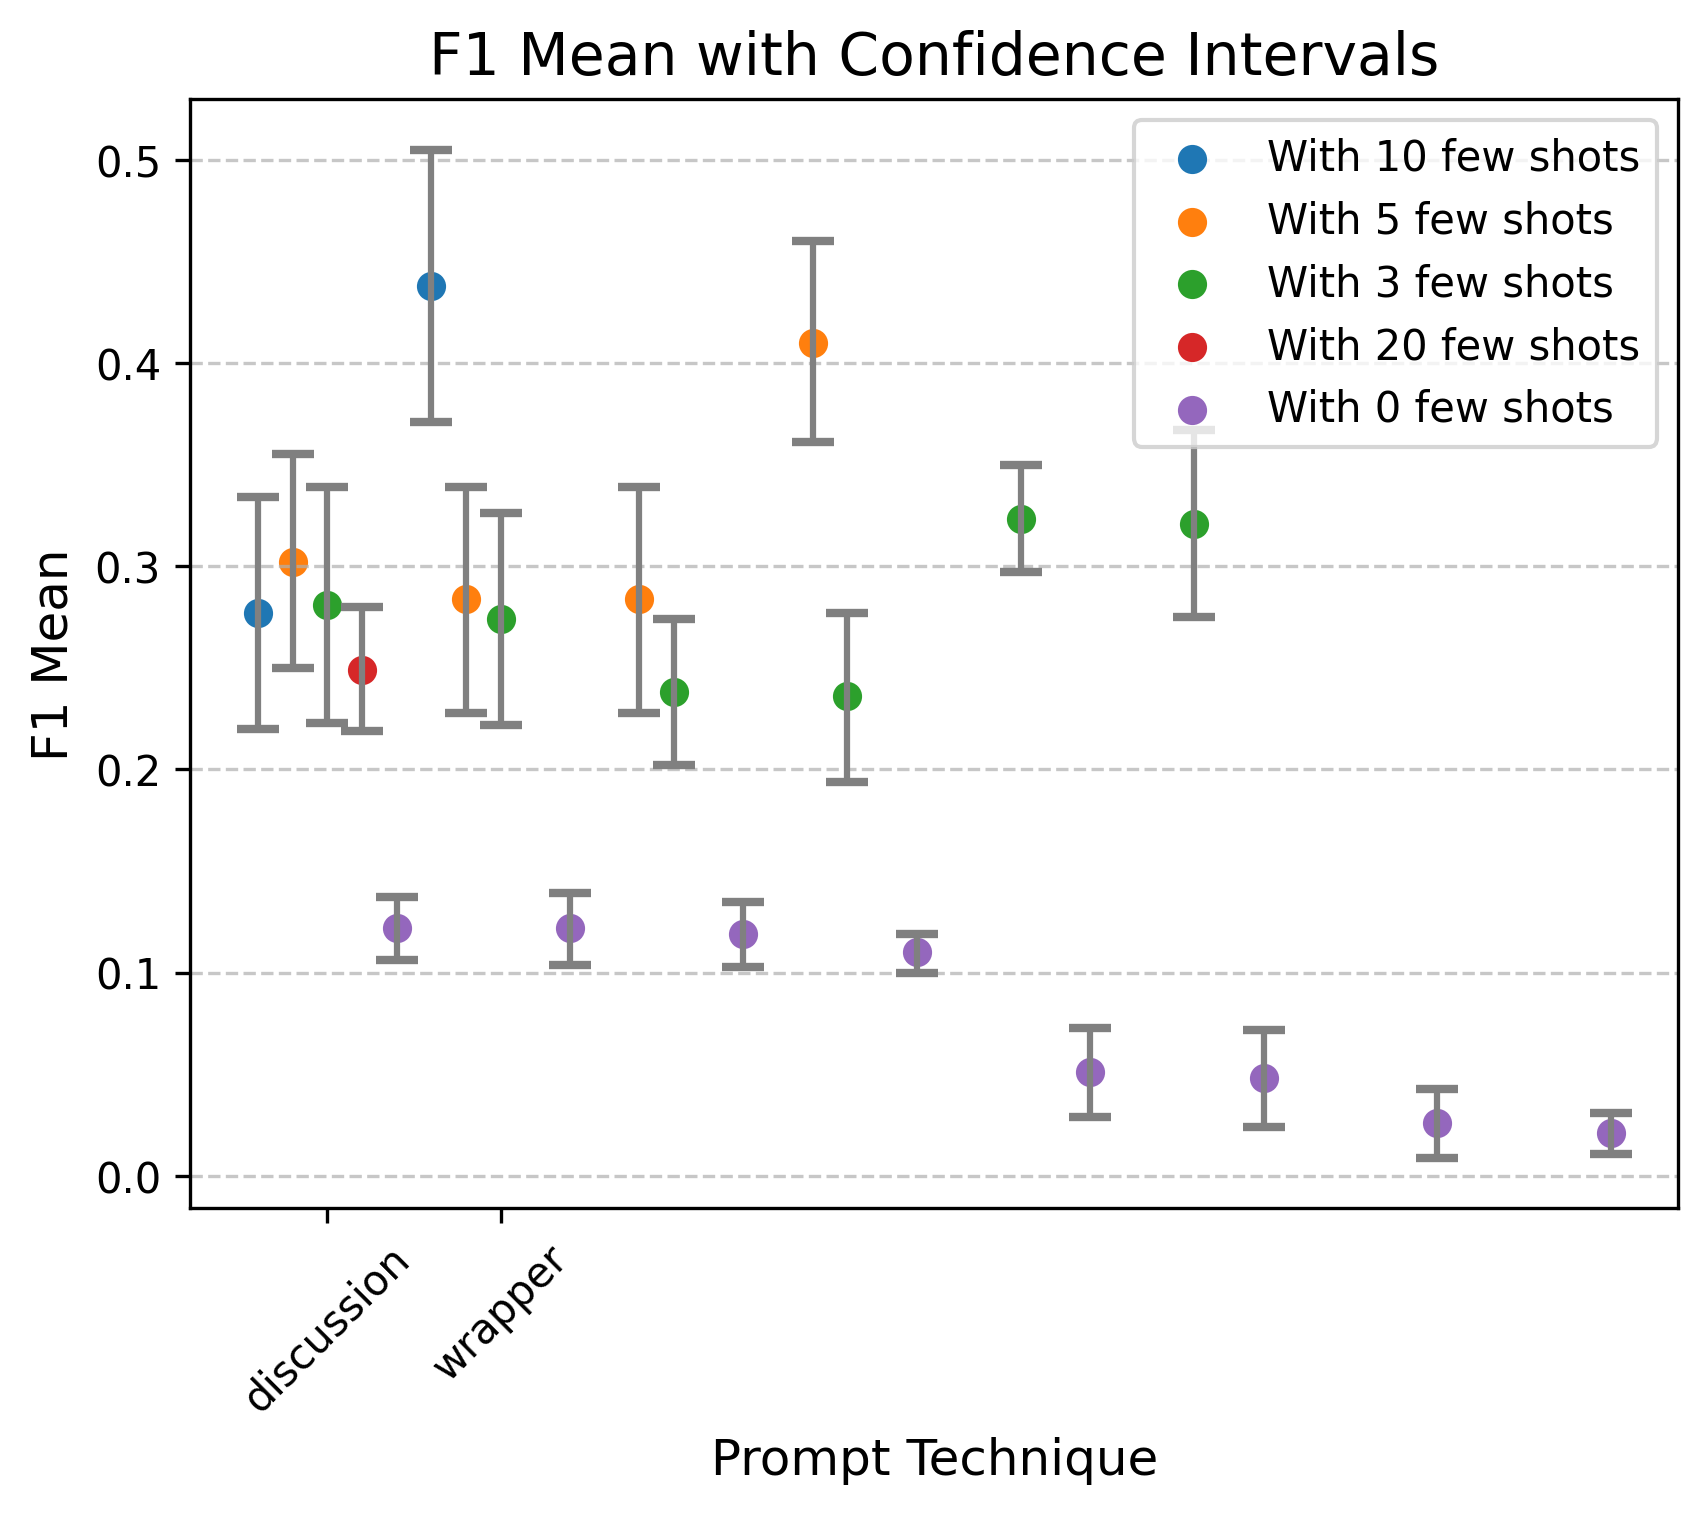 F1 Mean with Confidence Intervals
With 10 few shots
With 5 few shots
With 3 few shots
With 20 few shots
With 0 few shots
F1 Mean
0.5
0.4
0.3
0.2
0.1
0.0
discussion
wrapper
Prompt Technique